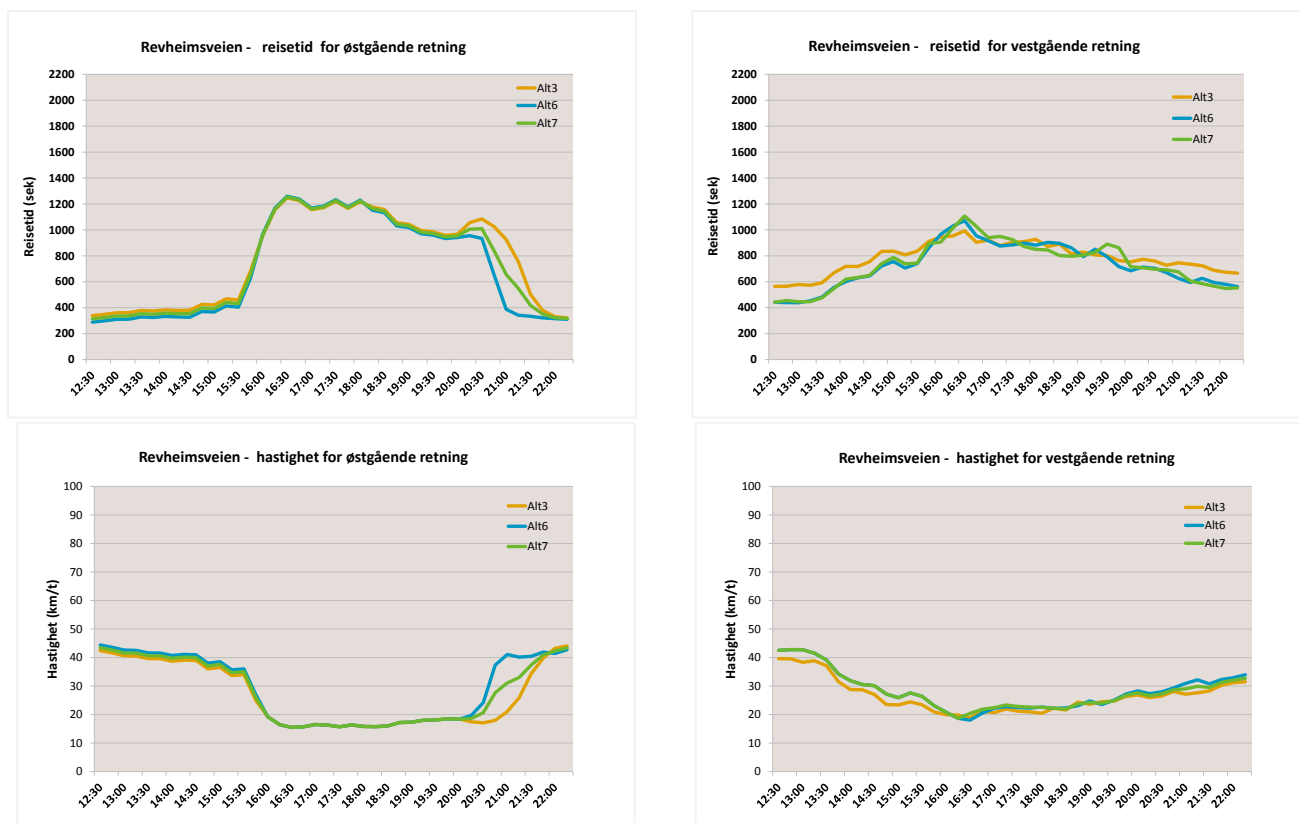 Revheimsveien - reisetid for østgående retning
2200
2000
1800
1600
1400
1200
1000
800
600
400
200
0
Reisetid (sek)
Alt3
Alt6
Alt7
12:30 13:00 13:30 14:00 14:30 15:00 15:30 16:00 16:30 17:00 17:30 18:00 18:30 19:00 19:30 20:00 20:30 21:00 21:30 22:00
Revheimsveien - reisetid for vestgående retning
2200
2000
1800
1600
1400
1200
1000
800
600
400
200
0
Reisetid (sek)
Alt3
Alt6
Alt7
12:30 13:00 13:30 14:00 14:30 15:00 15:30 16:00 16:30 17:00 17:30 18:00 18:30 19:00 19:30 20:00 20:30 21:00 21:30 22:00
Revheimsveien - hastighet for østgående retning
100
90
80
70
60
50
40
30
20
10
0
Hastighet (km/t)
Alt3
Alt6
Alt7
12:30 13:00 13:30 14:00 14:30 15:00 15:30 16:00 16:30 17:00 17:30 18:00 18:30 19:00 19:30 20:00 20:30 21:00 21:30 22:00
Revheimsveien - hastighet for vestgående retning
100
90
80
70
60
50
40
30
20
10
0
Hastighet (km/t)
Alt3
Alt6
Alt7
12:30 13:00 13:30 14:00 14:30 15:00 15:30 16:00 16:30 17:00 17:30 18:00 18:30 19:00 19:30 20:00 20:30 21:00 21:30 22:00